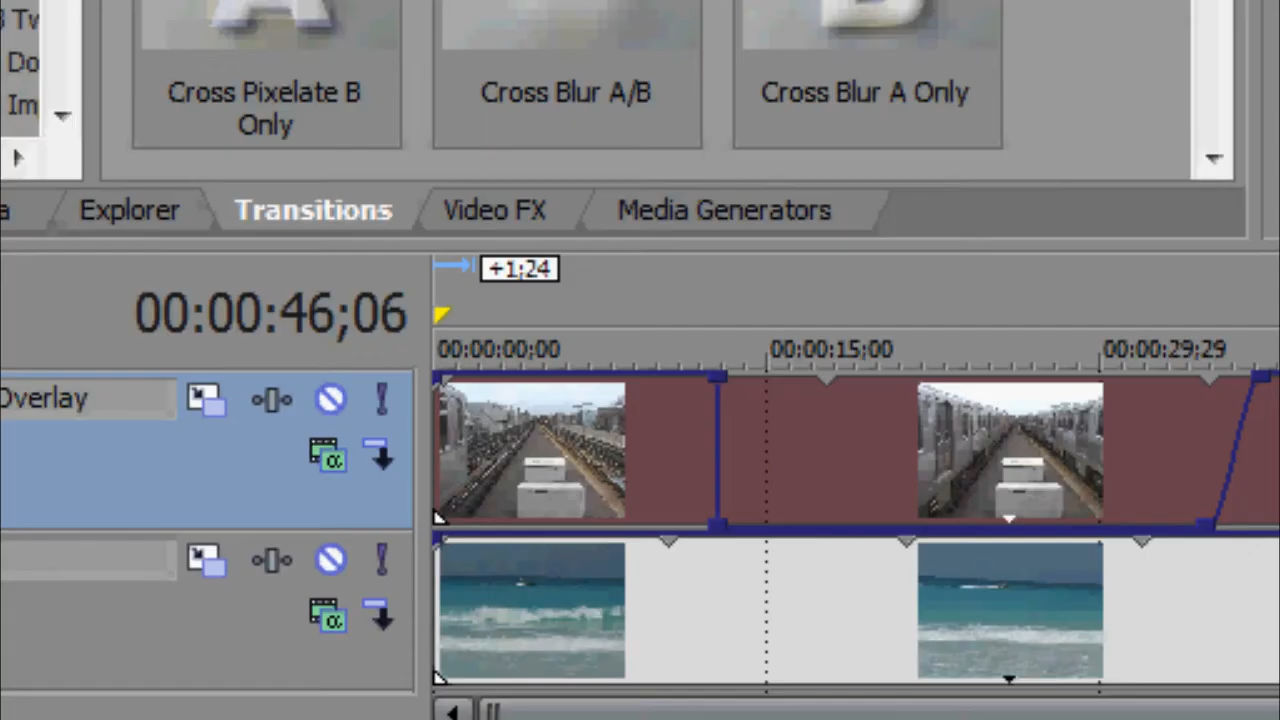 Tw
Do
Im
Cross Pixelate B
Only
Cross Blur A/B
Cross Blur A Only
Explorer
Transitions
Video FX
Media Generators
+1;24
00:00:46;06
00:00:00;00
00:00:15;00
00:00:29;29
Overlay